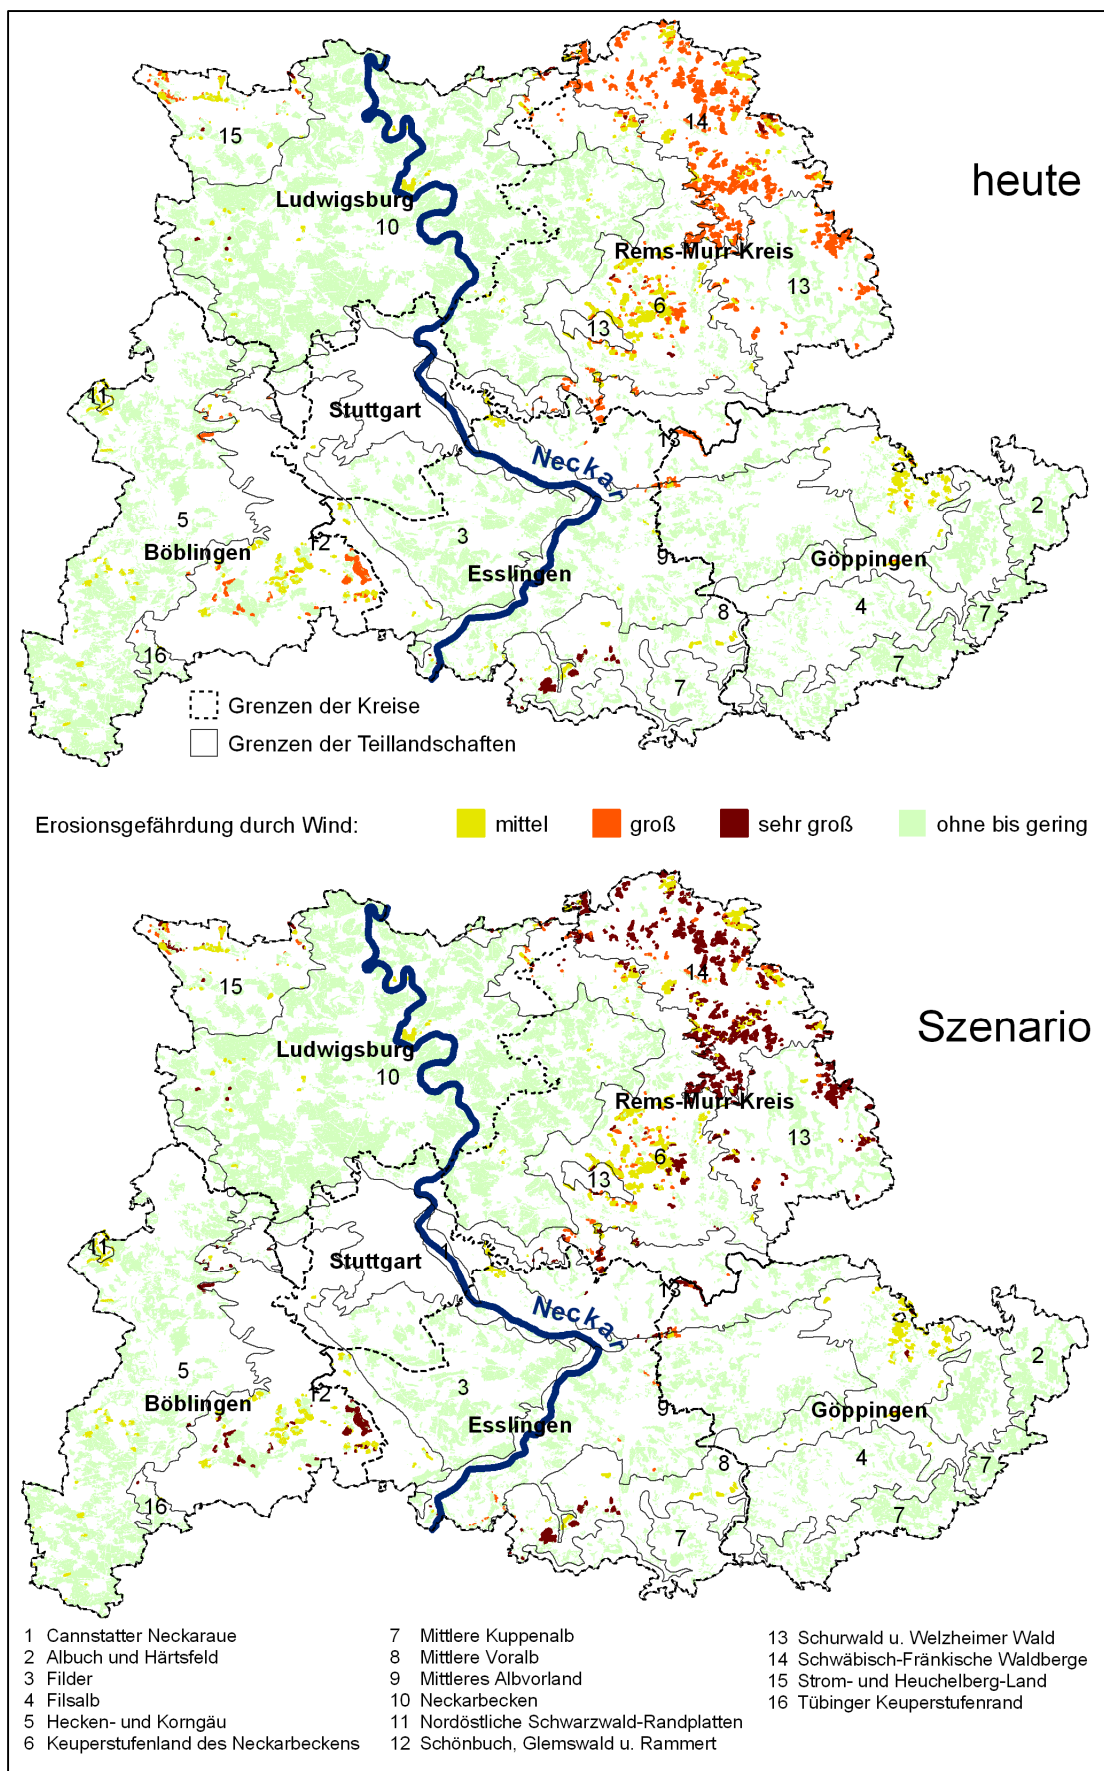 heute
15
14
Ludwigsburg
10
Rems-Murr-Kreis
13
6
13
11
Stuttgart
1
13
Neckar
2
5
12
3
Böblingen
9
Esslingen
Göppingen
4
8
7
16
7
7
Grenzen der Kreise
Grenzen der Teillandschaften
Erosionsgefährdung durch Wind: mittel groß sehr groß ohne bis gering
Szenario
14
15
Ludwigsburg
10
Rems-Murr-Kreis
13
6
13
11
Stuttgart
1
13
Neckar
2
5
12
3
Böblingen
9
Esslingen
Göppingen
4
8
7
16
7
7
1 Cannstatter Neckaraue
2 Albuch und Härtsfeld
3 Filder
4 Filsalb
5 Hecken- und Korngäu
6 Keuperstufenland des Neckarbeckens
7 Mittlere Kuppenalb
8 Mittlere Voralb
9 Mittleres Albvorland
10 Neckarbecken
11 Nordöstliche Schwarzwald-Randplatten
12 Schönbuch, Glemswald u. Rammert
13 Schurwald u. Welzheimer Wald
14 Schwäbisch-Fränkische Waldberge
15 Strom- und Heuchelberg-Land
16 Tübinger Keuperstufenrand